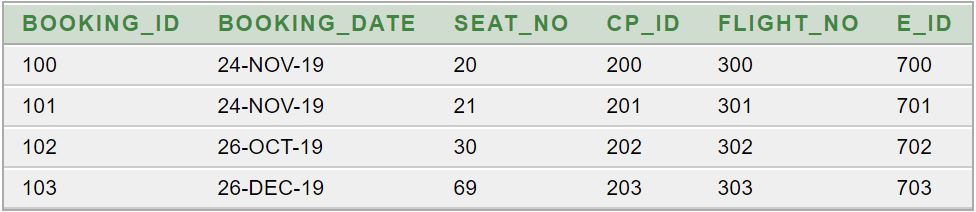 BOOKING_ID BOOKING_DATE SEAT_NO CP_ID FLIGHT_NO E_ID
100 24-NOV-19 20 200 300 700
101 24-NOV-19 21 201 301 701
102 26-OCT-19 30 202 302 702
103 26-DEC-19 69 203 303 703